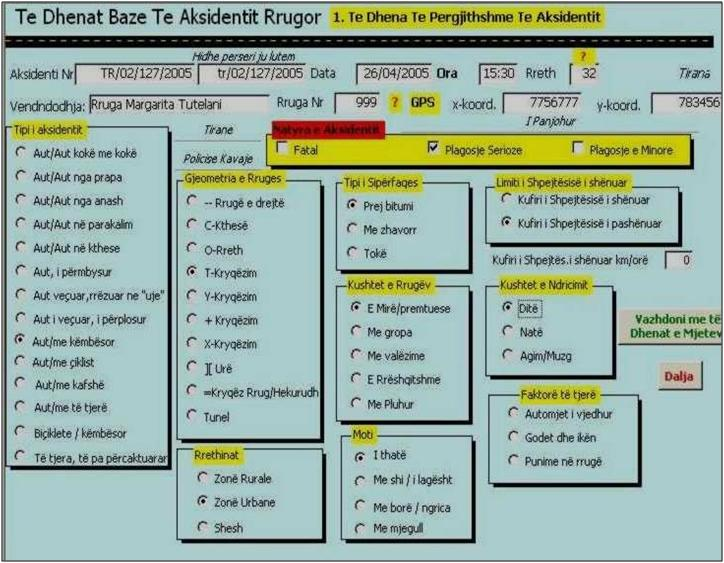 Te Dhenat Baze Te Aksidentit Rrugor 1. Te Dhena Te Pergjithshme Te Aksidentit
Hidhe perseri ju lutem ?
Aksidenti Nr TR/02/127/2005 tr/02/127/2005 Data 26/04/2005 Ora 15:30 Rreth 32 Tirana
Vendndodhja: Rruga Margarita Tutelani Rruga Nr 999 ? GPS x-koord. 7756777 y-koord. 783456
I Panjohur
Tirane
Policise Kavaje
Natyra e Aksidentit
Fatal
Plagosje Serioze
Plagosje e Minore
Tipi i aksidentit
Aut/Aut kokë me kokë
Aut/Aut nga prapa
Aut/Aut nga anash
Aut/Aut në parakalim
Aut/Aut në kthese
Aut, i përmbysur
Aut veçuar,rrëzuar ne "uje"
Aut i veçuar, i përplosur
Aut/me këmbësor
Aut/me çiklist
Aut/me kafshë
Aut/me të tjerë
Biçiklete / këmbësor
Të tjera, të pa përcaktuarar
Gjeometria e Rruges
-- Rrugë e drejtë
C-Kthesë
O-Rreth
T-Kryqëzim
Y-Kryqëzim
+ Kryqëzim
X-Kryqëzim
][ Urë
=Kryqëz Rrug/Hekurudh
Tunel
Rrethinat
Zonë Rurale
Zonë Urbane
Shesh
Tipi i Sipërfaqes
Prej bitumi
Me zhavorr
Tokë
Kushtet e Rrugëv
E Mirë/premtuese
Me gropa
Me valëzime
E Rrëshqitshme
Me Pluhur
Moti
I thatë
Me shi / i lagësht
Me borë / ngrica
Me mjegull
Limiti i Shpejtësisë i shënuar
Kufiri i Shpejtësisë i shënuar
Kufiri i Shpejtësisë i pashënuar
Kufiri i Shpejtës.i shënuar km/orë 0
Kushtet e Ndricimit
Ditë
Natë
Agim/Muzg
Vazhdoni me të
Dhenat e Mjetev
Dalja
Faktorë të tjerë
Automjet i vjedhur
Godet dhe ikën
Punime në rrugë